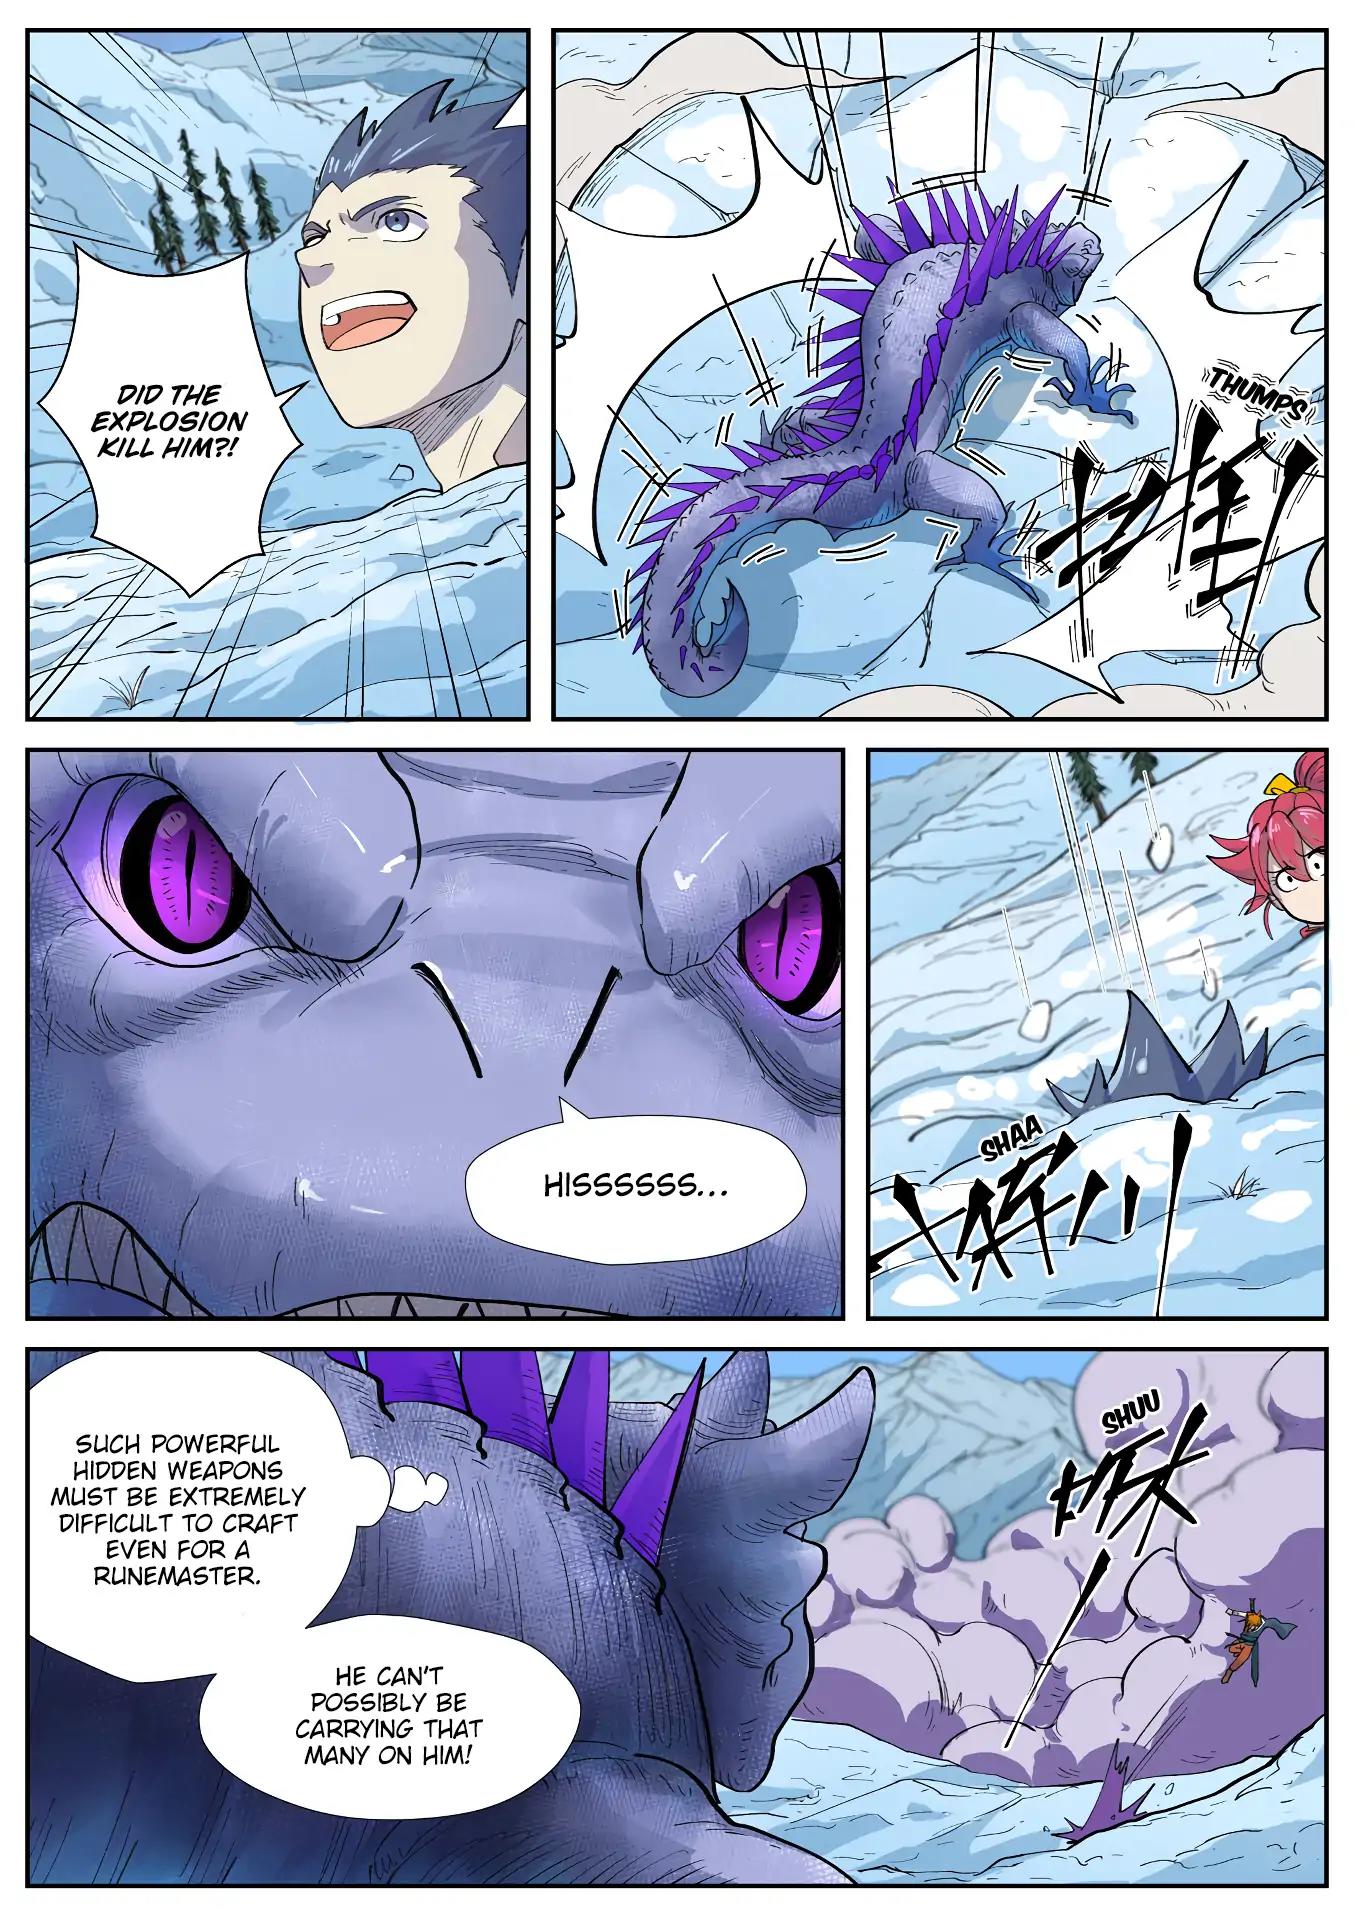 DID THE
EXPLOSION
KILL HIM?!
THUMPS
HISSSSSS...
SHAA
SUCH POWERFUL
HIDDEN WEAPONS
MUST BE EXTREMELY
DIFFICULT TO CRAFT
EVEN FOR A
RUNEMASTER.
HE CAN'T
POSSIBLY BE
CARRYING THAT
MANY ON HIM!
SHUU